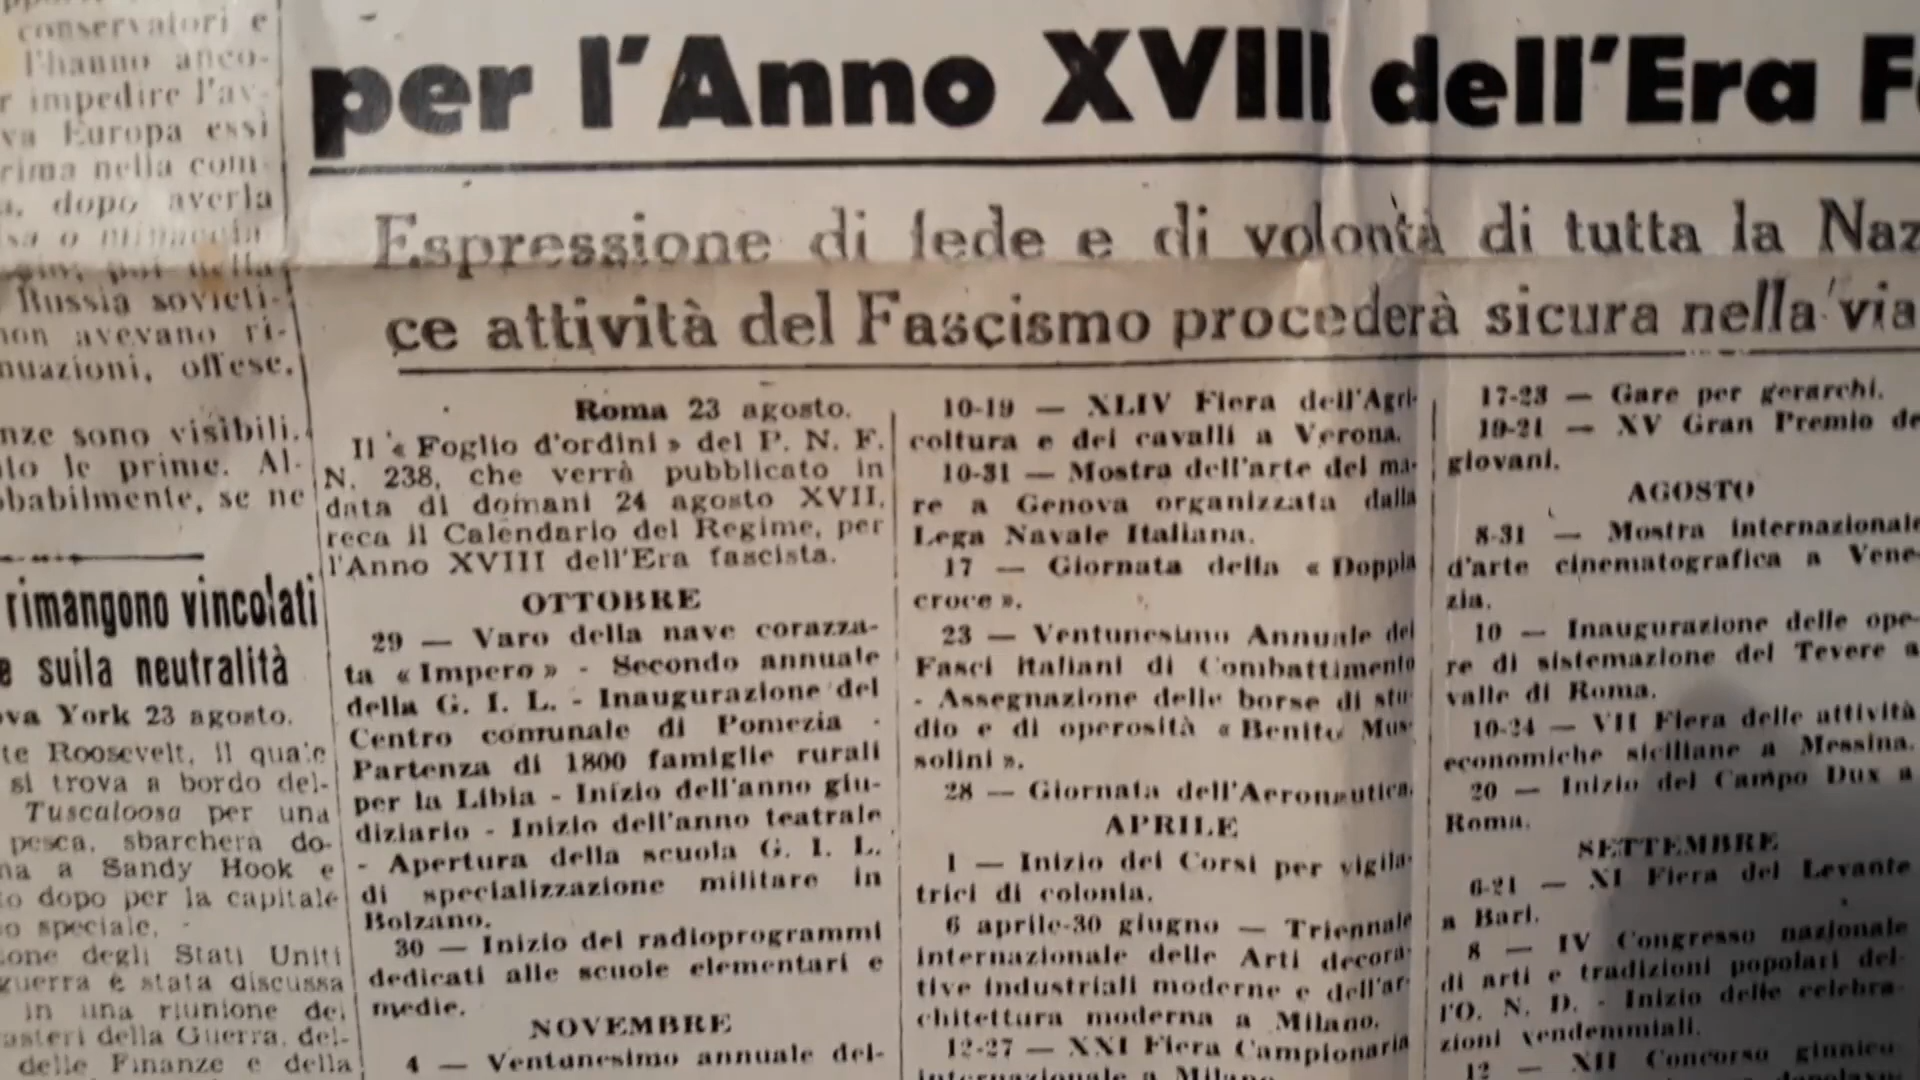 per l'Anno XVIII dell'Era
Espressione di fede e di volontà di tutta la
ce attività del Fascismo procederà sicura nella via
conservatori e
l'hanno anco-
impedire l'av-
Europa essi
nella com-
dopo averla
o minaccia
poi nella
Russia sovieti-
non avevano ri-
offese.
sono visibili.
le prime. Al-
se ne
rimangono vincolati
e sulla neutralità
York 23 agosto.
Roosevelt, il quale
si trova a bordo del-
Tuscaloosa per una
pesca, sbarcherà do-
a Sandy Hook e
dopo per la capitale
speciale.
degli Stati Uniti
guerra è stata discussa
in una riunione dei
della Guerra, del-
delle Finanze e della
Roma 23 agosto.
Il « Foglio d'ordini » del P. N. F.
N. 238, che verrà pubblicato in
data di domani 24 agosto XVII,
reca il Calendario del Regime, per
l'Anno XVIII dell'Era fascista.
OTTOBRE
29 — Varo della nave corazza-
ta « Impero » - Secondo annuale
della G. I. L. - Inaugurazione del
Centro comunale di Pomezia -
Partenza di 1800 famiglie rurali
per la Libia - Inizio dell'anno giu-
diziario - Inizio dell'anno teatrale
- Apertura della scuola G. I. L.
di specializzazione militare in
Bolzano.
30 — Inizio dei radioprogrammi
dedicati alle scuole elementari e
medie.
NOVEMBRE
4 — Ventunesimo annuale del-
10-19 — XLIV Fiera dell'Agri-
coltura e dei cavalli a Verona.
10-31 — Mostra dell'arte del ma-
re a Genova organizzata dalla
Lega Navale Italiana.
17 — Giornata della « Doppia
croce ».
23 — Ventunesimo Annuale dei
Fasci italiani di Combattimento
- Assegnazione delle borse di stu-
dio e di operosità « Benito Mus-
solini ».
28 — Giornata dell'Aeronautica.
APRILE
1 — Inizio dei Corsi per vigila-
trici di colonia.
6 aprile-30 giugno — Triennale
internazionale delle Arti decora-
tive industriali moderne e dell'ar-
chitettura moderna a Milano.
12-27 — XXI Fiera Campionaria
internazionale a Milano
17-23 — Gare per gerarchi.
19-21 — XV Gran Premio dei
giovani.
AGOSTO
8-31 — Mostra internazionale
d'arte cinematografica a Vene-
zia.
10 — Inaugurazione delle ope-
re di sistemazione del Tevere a
valle di Roma.
10-24 — VII Fiera delle attività
economiche siciliane a Messina.
20 — Inizio del Campo Dux a
Roma.
SETTEMBRE
6-21 — XI Fiera del Levante
a Bari.
8 — IV Congresso nazionale
di arti e tradizioni popolari del-
l'O. N. D. - Inizio delle celebra-
zioni vendemmiali.
12 — XII Concorso ginnico-